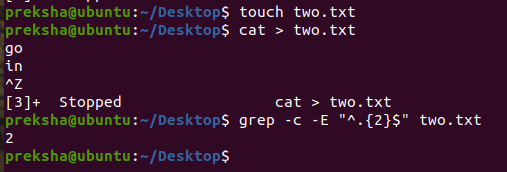 preksha@ubuntu:~/Desktop$ touch two.txt
preksha@ubuntu:~/Desktop$ cat > two.txt
go
in
^Z
[3]+  Stopped                 cat > two.txt
preksha@ubuntu:~/Desktop$ grep -c -E "^.{2}$" two.txt
2
preksha@ubuntu:~/Desktop$